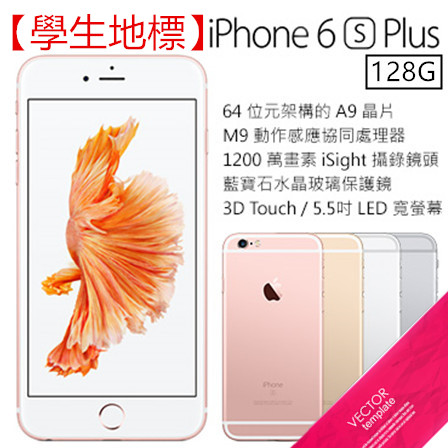 【學生地標】iPhone 6 S Plus
128G
64 位元架構的 A9 晶片
M9 動作感應協同處理器
1200 萬畫素 iSight 攝錄鏡頭
藍寶石水晶玻璃保護鏡
3D Touch / 5.5吋 LED 寬螢幕
iPhone
S
VECTOR
template